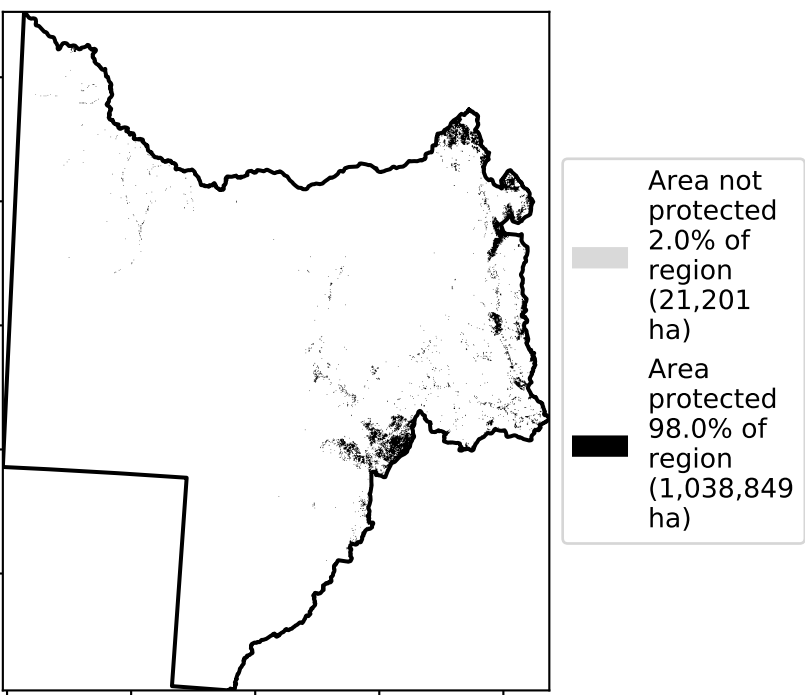 Area not
protected
2.0% of
region
(21,201
ha)
Area
protected
98.0% of
region
(1,038,849
ha)